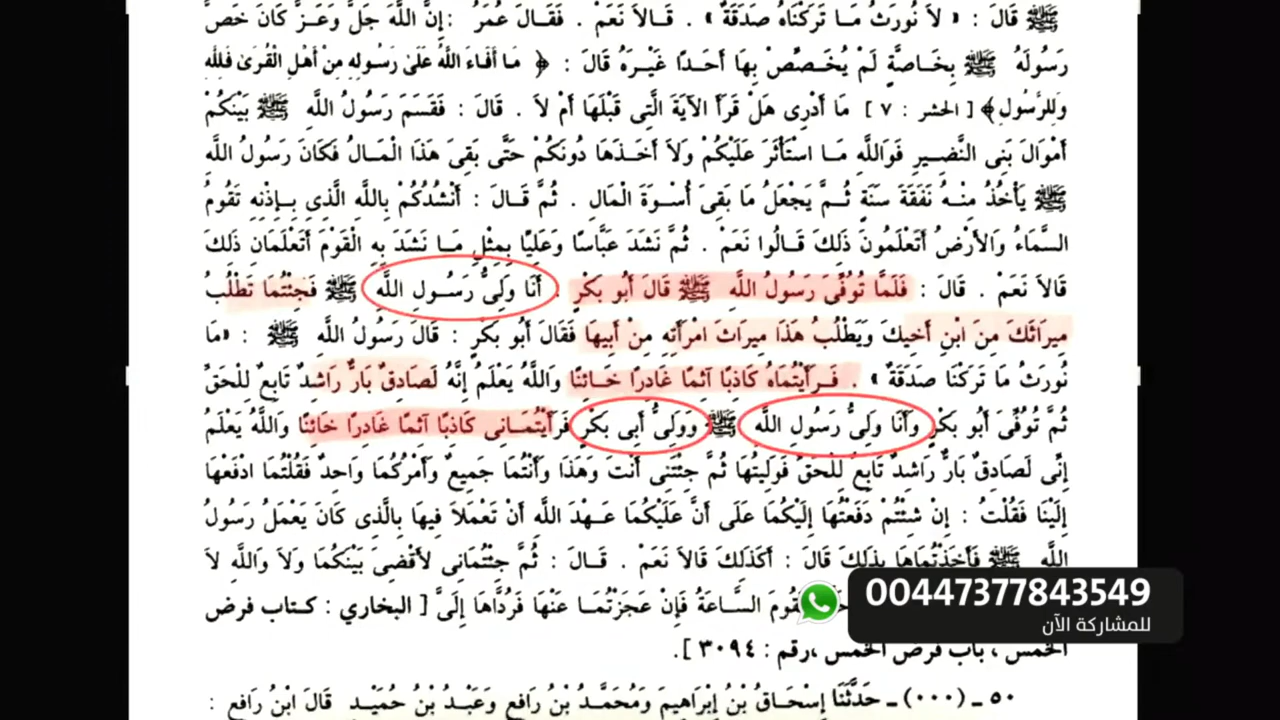 ﷺ قَالَ : « لاَ نُورَثُ مَا تَرَكْنَاهُ صَدَقَةٌ » . قَالاَ نَعَمْ . فَقَالَ عُمَرُ : إِنَّ اللَّهَ جَلَّ وَعَزَّ كَانَ خَصَّ
رَسُولَهُ ﷺ بِخَاصَّةٍ لَمْ يُخَصِّصْ بِهَا أَحَدًا غَيْرَهُ قَالَ : ﴿ مَا أَفَاءَ اللَّهُ عَلَىٰ رَسُولِهِ مِنْ أَهْلِ الْقُرَىٰ فَلِلَّهِ
وَلِلرَّسُولِ ﴾ [ الحشر : ٧ ] مَا أَدْرِى هَلْ قَرَأَ الآيَةَ الَّتِى قَبْلَهَا أَمْ لاَ . قَالَ : فَقَسَمَ رَسُولُ اللَّهِ ﷺ بَيْنَكُمْ
أَمْوَالَ بَنِى النَّضِيرِ فَوَاللَّهِ مَا اسْتَأْثَرَ عَلَيْكُمْ وَلاَ أَخَذَهَا دُونَكُمْ حَتَّى بَقِىَ هَذَا الْمَالُ فَكَانَ رَسُولُ اللَّهِ
ﷺ يَأْخُذُ مِنْهُ نَفَقَةَ سَنَةٍ ثُمَّ يَجْعَلُ مَا بَقِىَ أُسْوَةَ الْمَالِ . ثُمَّ قَالَ : أَنْشُدُكُمْ بِاللَّهِ الَّذِى بِإِذْنِهِ تَقُومُ
السَّمَاءُ وَالأَرْضُ أَتَعْلَمُونَ ذَلِكَ قَالُوا نَعَمْ . ثُمَّ نَشَدَ عَبَّاسًا وَعَلِيًّا بِمِثْلِ مَا نَشَدَ بِهِ الْقَوْمَ أَتَعْلَمَانِ ذَلِكَ
قَالاَ نَعَمْ . قَالَ : فَلَمَّا تُوُفِّىَ رَسُولُ اللَّهِ ﷺ قَالَ أَبُو بَكْرٍ . أَنَا وَلِىُّ رَسُولِ اللَّهِ ﷺ فَجِئْتُمَا تَطْلُبُ
مِيرَاثَكَ مِنَ ابْنِ أَخِيكَ وَيَطْلُبُ هَذَا مِيرَاثَ امْرَأَتِهِ مِنْ أَبِيهَا فَقَالَ أَبُو بَكْرٍ : قَالَ رَسُولُ اللَّهِ ﷺ : «مَا
نُورَثُ مَا تَرَكْنَا صَدَقَةٌ » . فَرَأَيْتُمَاهُ كَاذِبًا آثِمًا غَادِرًا خَائِنًا وَاللَّهُ يَعْلَمُ إِنَّهُ لَصَادِقٌ بَارٌّ رَاشِدٌ تَابِعٌ لِلْحَقِّ
ثُمَّ تُوُفِّىَ أَبُو بَكْرٍ وَأَنَا وَلِىُّ رَسُولِ اللَّهِ ﷺ وَوَلِىُّ أَبِى بَكْرٍ فَرَأَيْتُمَانِى كَاذِبًا آثِمًا غَادِرًا خَائِنًا وَاللَّهُ يَعْلَمُ
إِنِّى لَصَادِقٌ بَارٌّ رَاشِدٌ تَابِعٌ لِلْحَقِّ فَوَلِيتُهَا ثُمَّ جِئْتَنِى أَنْتَ وَهَذَا وَأَنْتُمَا جَمِيعٌ وَأَمْرُكُمَا وَاحِدٌ فَقُلْتُمَا ادْفَعْهَا
إِلَيْنَا فَقُلْتُ : إِنْ شِئْتُمْ دَفَعْتُهَا إِلَيْكُمَا عَلَى أَنَّ عَلَيْكُمَا عَهْدَ اللَّهِ أَنْ تَعْمَلاَ فِيهَا بِالَّذِى كَانَ يَعْمَلُ رَسُولُ
اللَّهِ ﷺ فَأَخَذْتُمَاهَا بِذَلِكَ قَالَ : أَكَذَلِكَ قَالاَ نَعَمْ . قَالَ : ثُمَّ جِئْتُمَانِى لأَقْضِىَ بَيْنَكُمَا وَلاَ وَاللَّهِ لاَ
تَقُومَ السَّاعَةُ فَإِنْ عَجَزْتُمَا عَنْهَا فَرُدَّاهَا إِلَىَّ [ البخاري : كتاب فرض
الخمس ، باب فرض الخمس ،رقم : ٣٠٩٤ ].
٥٠ ـ (٠٠٠) ـ حَدَّثَنَا إِسْحَاقُ بْنُ إِبْرَاهِيمَ وَمُحَمَّدُ بْنُ رَافِعٍ وَعَبْدُ بْنُ حُمَيْدٍ قَالَ ابْنُ رَافِعٍ :
00447377843549
للمشاركة الآن